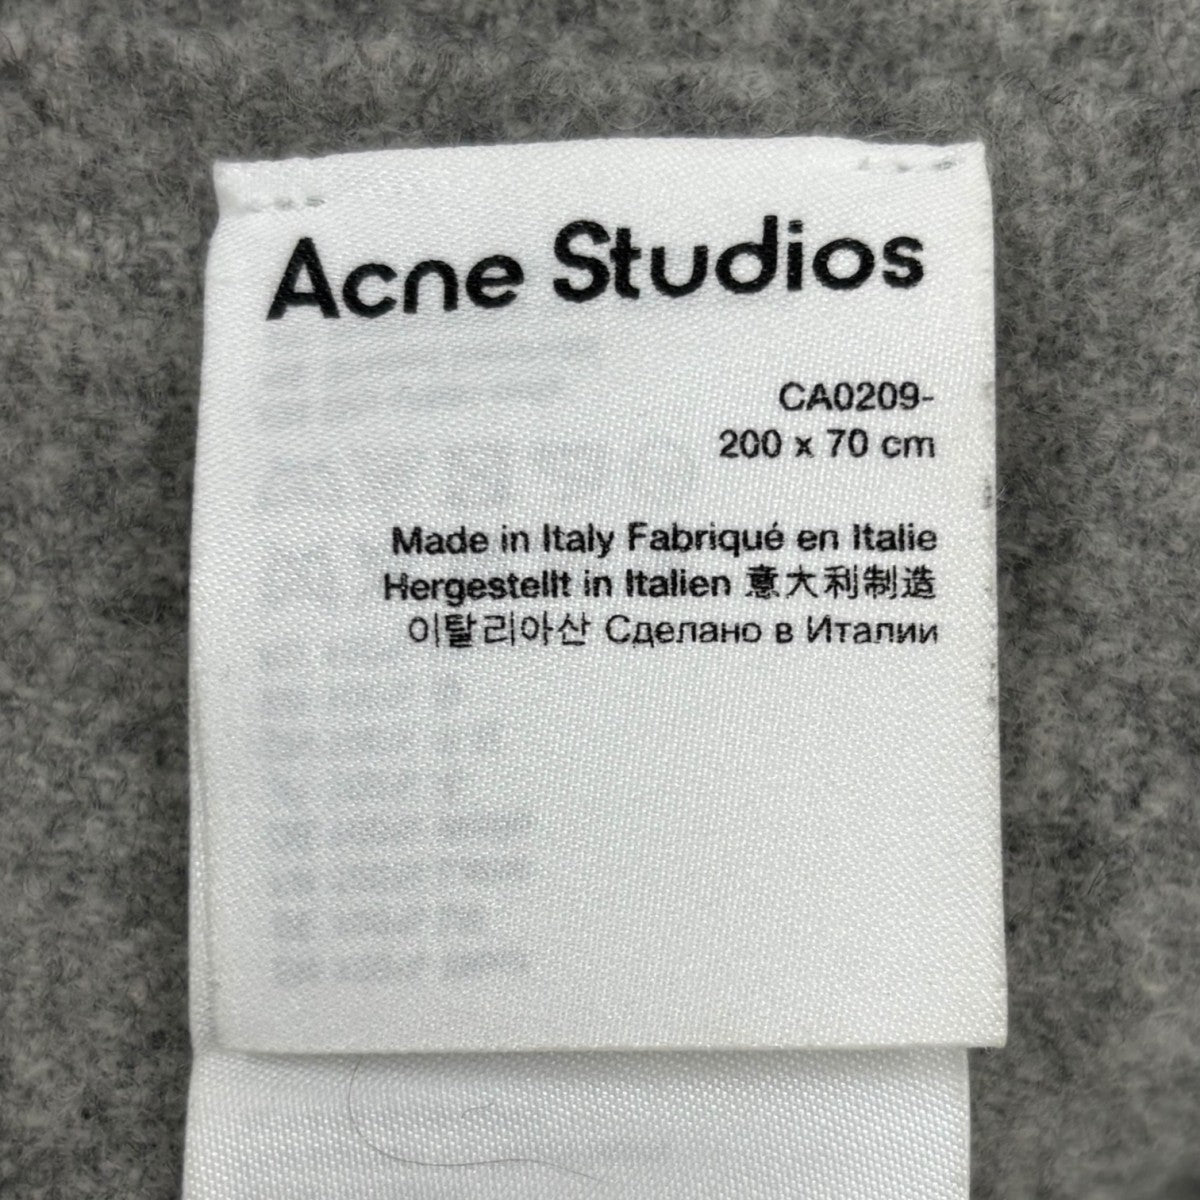 Acne Studios
CA0209-
200 x 70 cm
Made in Italy Fabriqué en Italie
Hergestellt in Italien 意大利制造
이탈리아산 Сделано в Италии